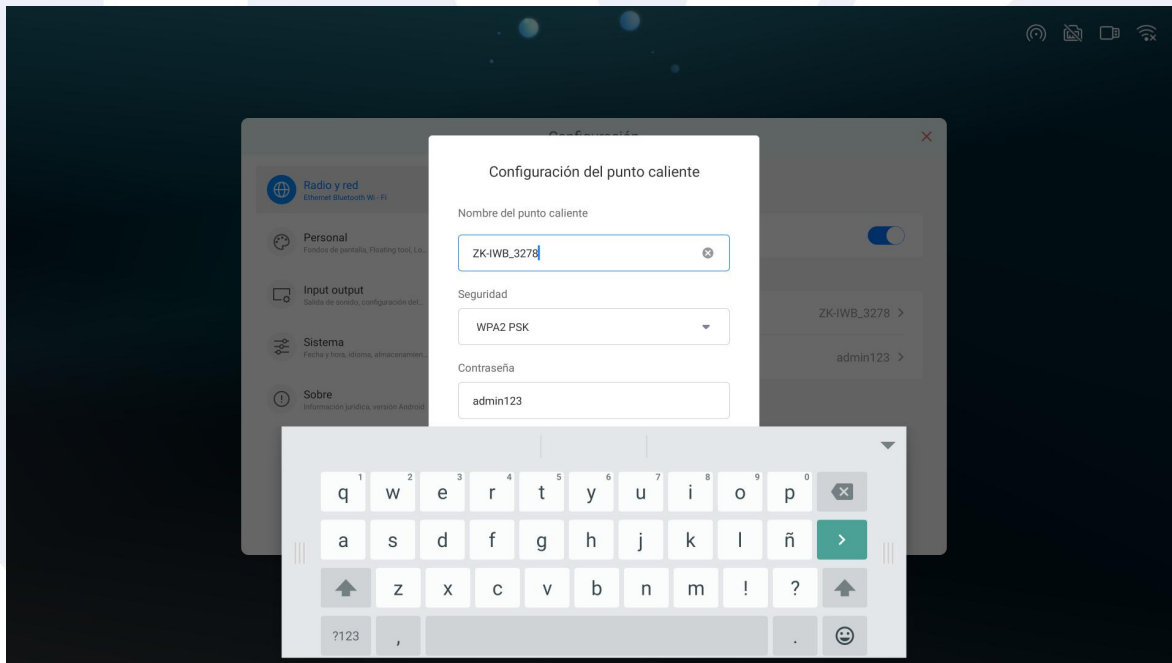 Configuración
Configuración del punto caliente
Radio y red
Ethernet Bluetooth Wi - Fi
Personal
Fondos de pantalla, Floating tool, Lo...
Input output
Salida de sonido, configuración del...
Sistema
Fecha y hora, idioma, almacenamien...
Sobre
Información jurídica, versión Android
Nombre del punto caliente
ZK-IWB_3278
Seguridad
WPA2 PSK
Contraseña
admin123
ZK-IWB_3278 >
admin123 >
1 2 3 4 5 6 7 8 9 0
q w e r t y u i o p
a s d f g h j k l ñ
z x c v b n m ! ?
?123 , .